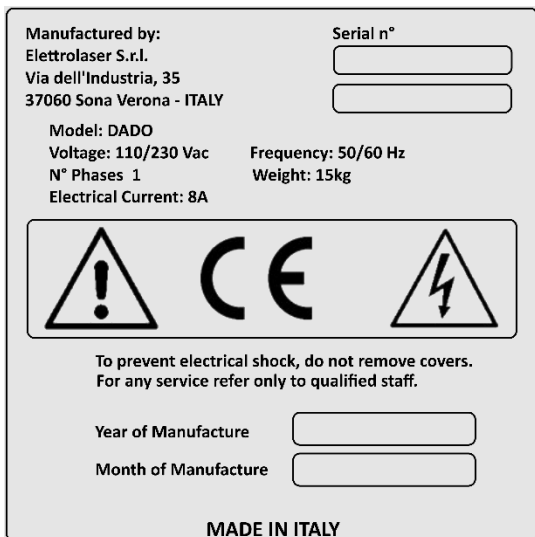 Manufactured by:
Elettrolaser S.r.l.
Via dell'Industria, 35
37060 Sona Verona - ITALY
Serial n°
Model: DADO
Voltage: 110/230 Vac Frequency: 50/60 Hz
N° Phases 1 Weight: 15kg
Electrical Current: 8A
CE
To prevent electrical shock, do not remove covers.
For any service refer only to qualified staff.
Year of Manufacture
Month of Manufacture
MADE IN ITALY